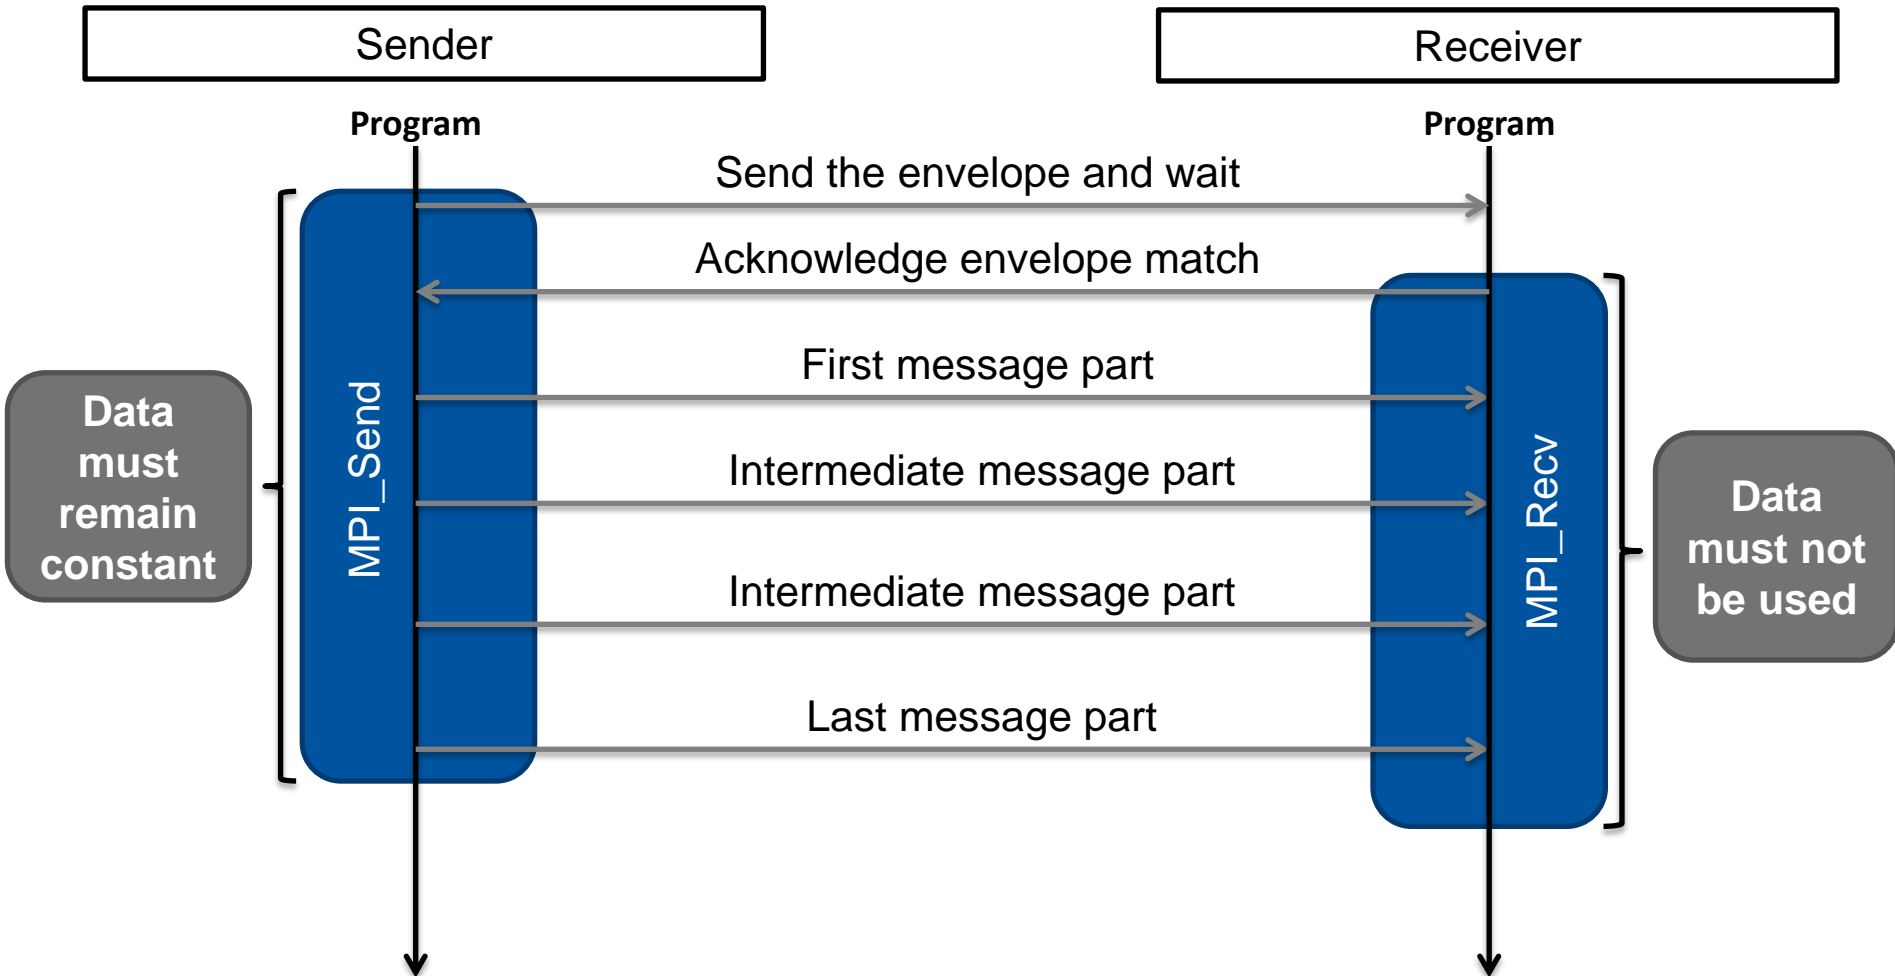 Sender
Receiver
Program
Program
Send the envelope and wait
Acknowledge envelope match
First message part
Intermediate message part
Intermediate message part
Last message part
MPI_Send
MPI_Recv
Data
must
remain
constant
Data
must not
be used